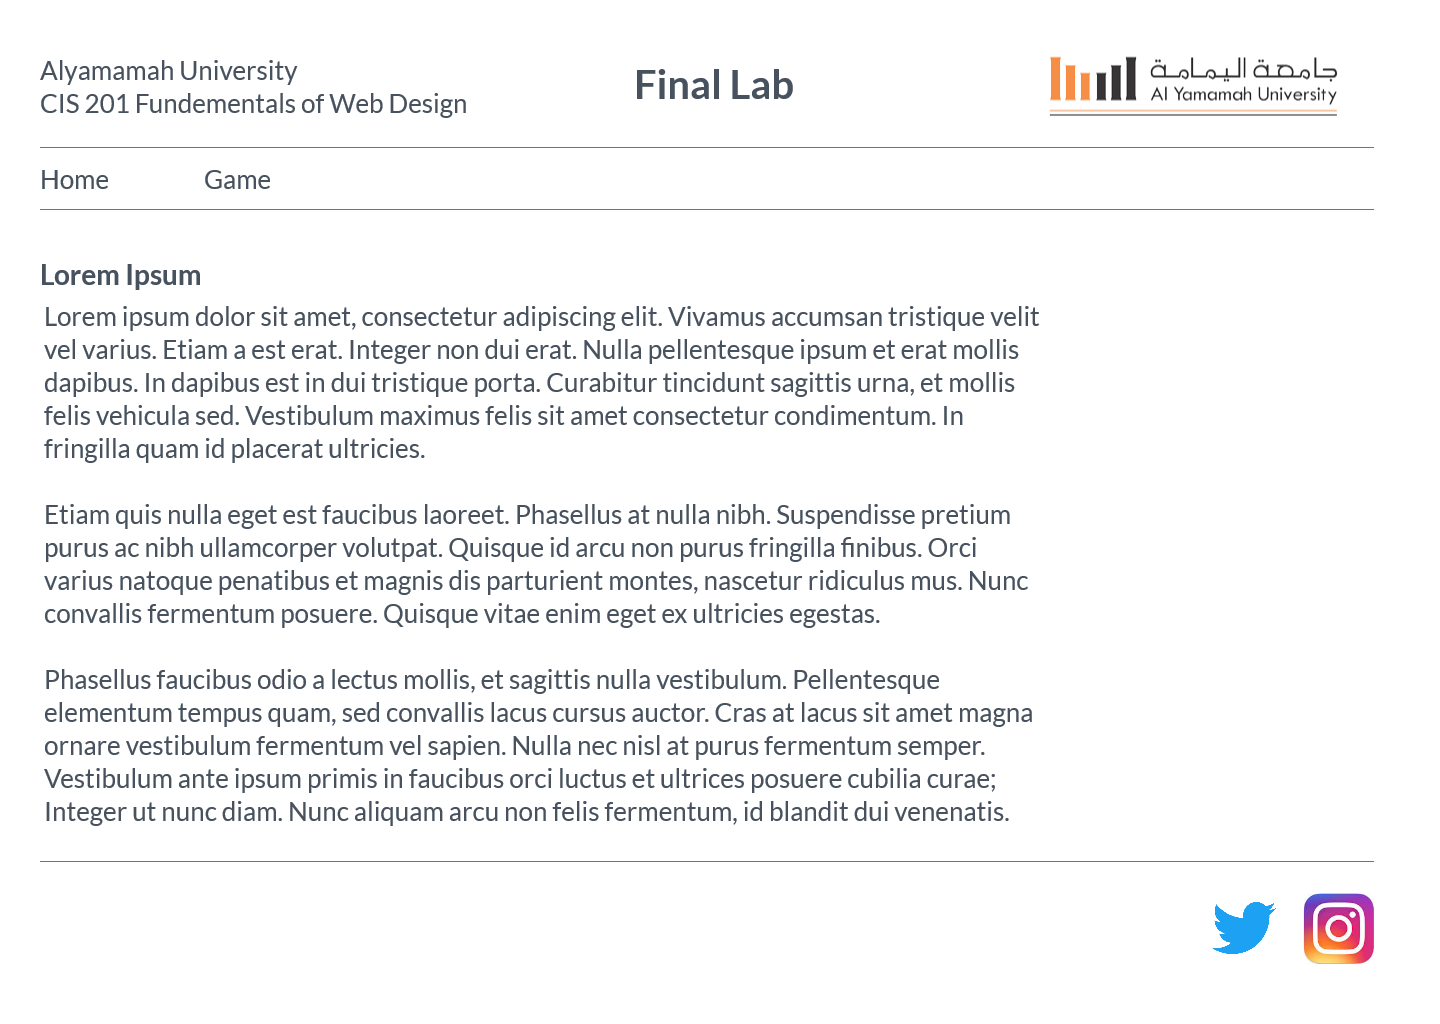 Alyamamah University
CIS 201 Fundementals of Web Design
Final Lab
جامعة اليمامة
Al Yamamah University
Home
Game
Lorem Ipsum
Lorem ipsum dolor sit amet, consectetur adipiscing elit. Vivamus accumsan tristique velit
vel varius. Etiam a est erat. Integer non dui erat. Nulla pellentesque ipsum et erat mollis
dapibus. In dapibus est in dui tristique porta. Curabitur tincidunt sagittis urna, et mollis
felis vehicula sed. Vestibulum maximus felis sit amet consectetur condimentum. In
fringilla quam id placerat ultricies.
Etiam quis nulla eget est faucibus laoreet. Phasellus at nulla nibh. Suspendisse pretium
purus ac nibh ullamcorper volutpat. Quisque id arcu non purus fringilla finibus. Orci
varius natoque penatibus et magnis dis parturient montes, nascetur ridiculus mus. Nunc
convallis fermentum posuere. Quisque vitae enim eget ex ultricies egestas.
Phasellus faucibus odio a lectus mollis, et sagittis nulla vestibulum. Pellentesque
elementum tempus quam, sed convallis lacus cursus auctor. Cras at lacus sit amet magna
ornare vestibulum fermentum vel sapien. Nulla nec nisl at purus fermentum semper.
Vestibulum ante ipsum primis in faucibus orci luctus et ultrices posuere cubilia curae;
Integer ut nunc diam. Nunc aliquam arcu non felis fermentum, id blandit dui venenatis.